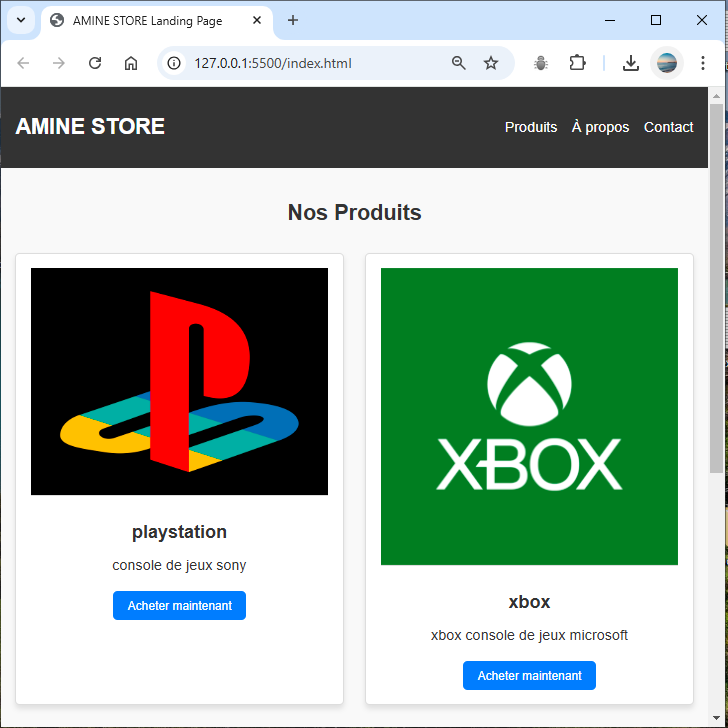 AMINE STORE Landing Page
127.0.0.1:5500/index.html
AMINE STORE
Produits À propos Contact
Nos Produits
playstation
console de jeux sony
Acheter maintenant
XBOX
xbox
xbox console de jeux microsoft
Acheter maintenant